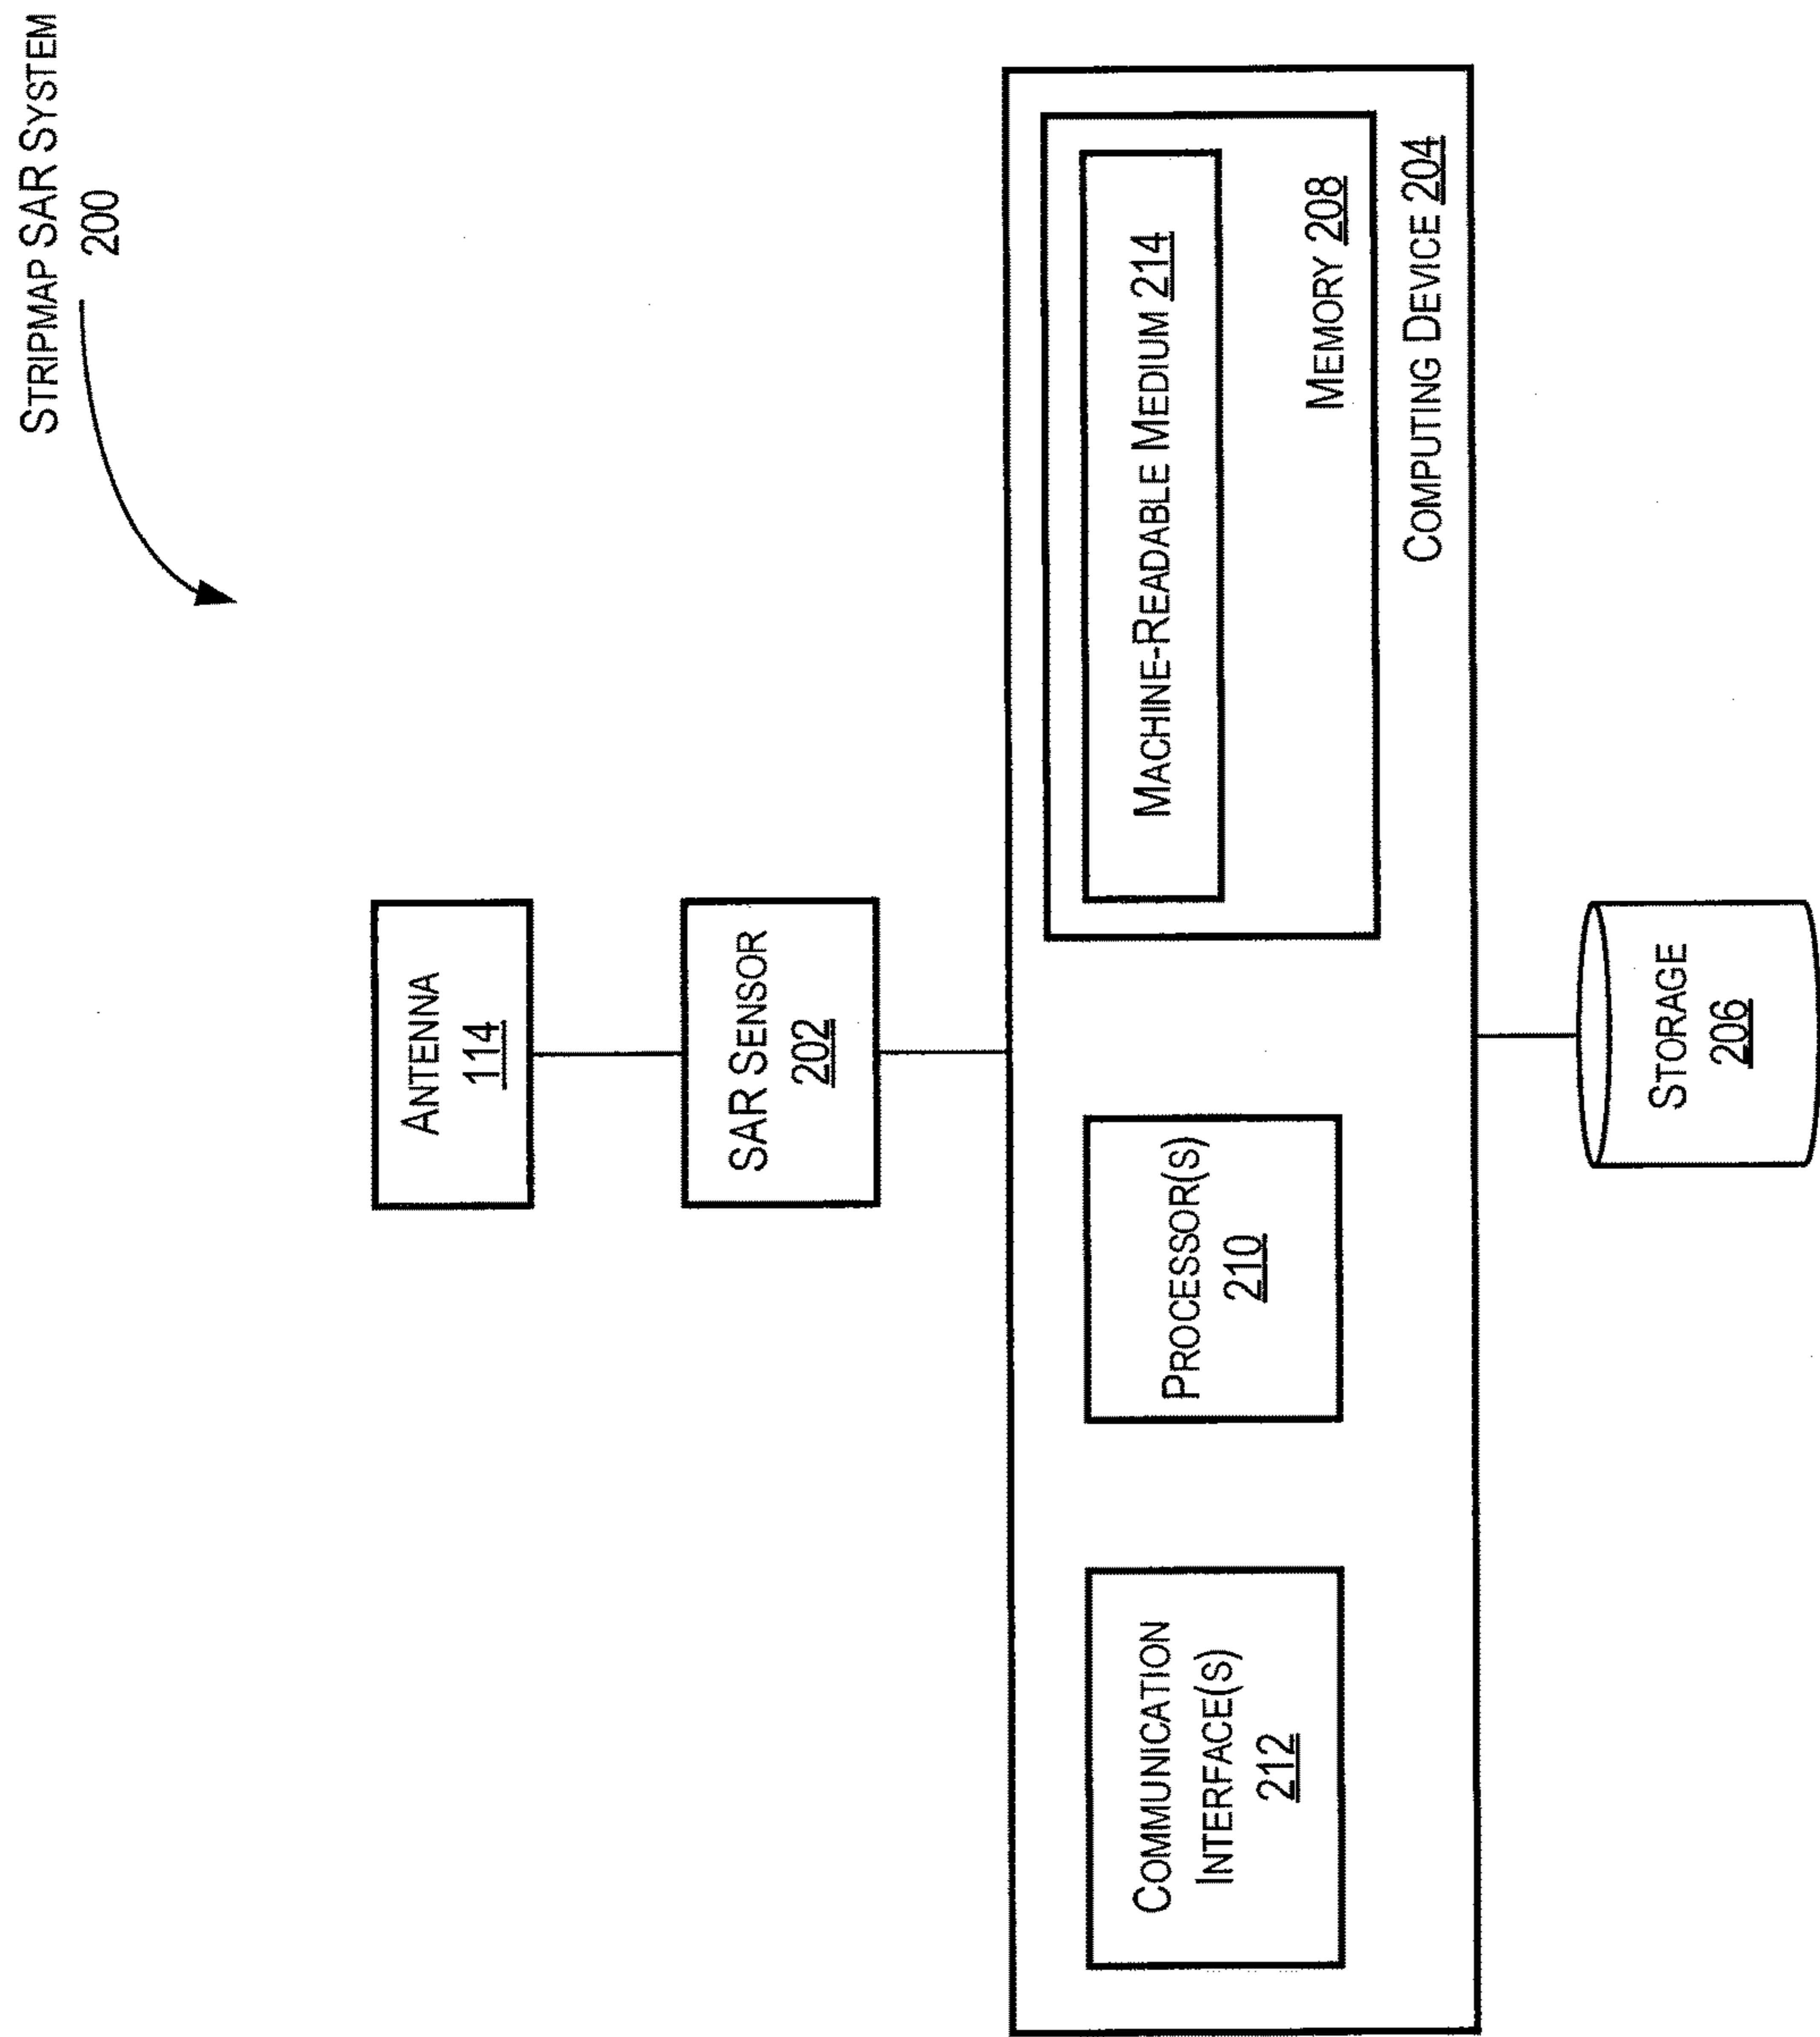 STRIPMAP SAR SYSTEM
200
ANTENNA
114
SAR SENSOR
202
COMMUNICATION
INTERFACE(S)
212
PROCESSOR(S)
210
MACHINE-READABLE MEDIUM 214
MEMORY 208
COMPUTING DEVICE 204
STORAGE
206